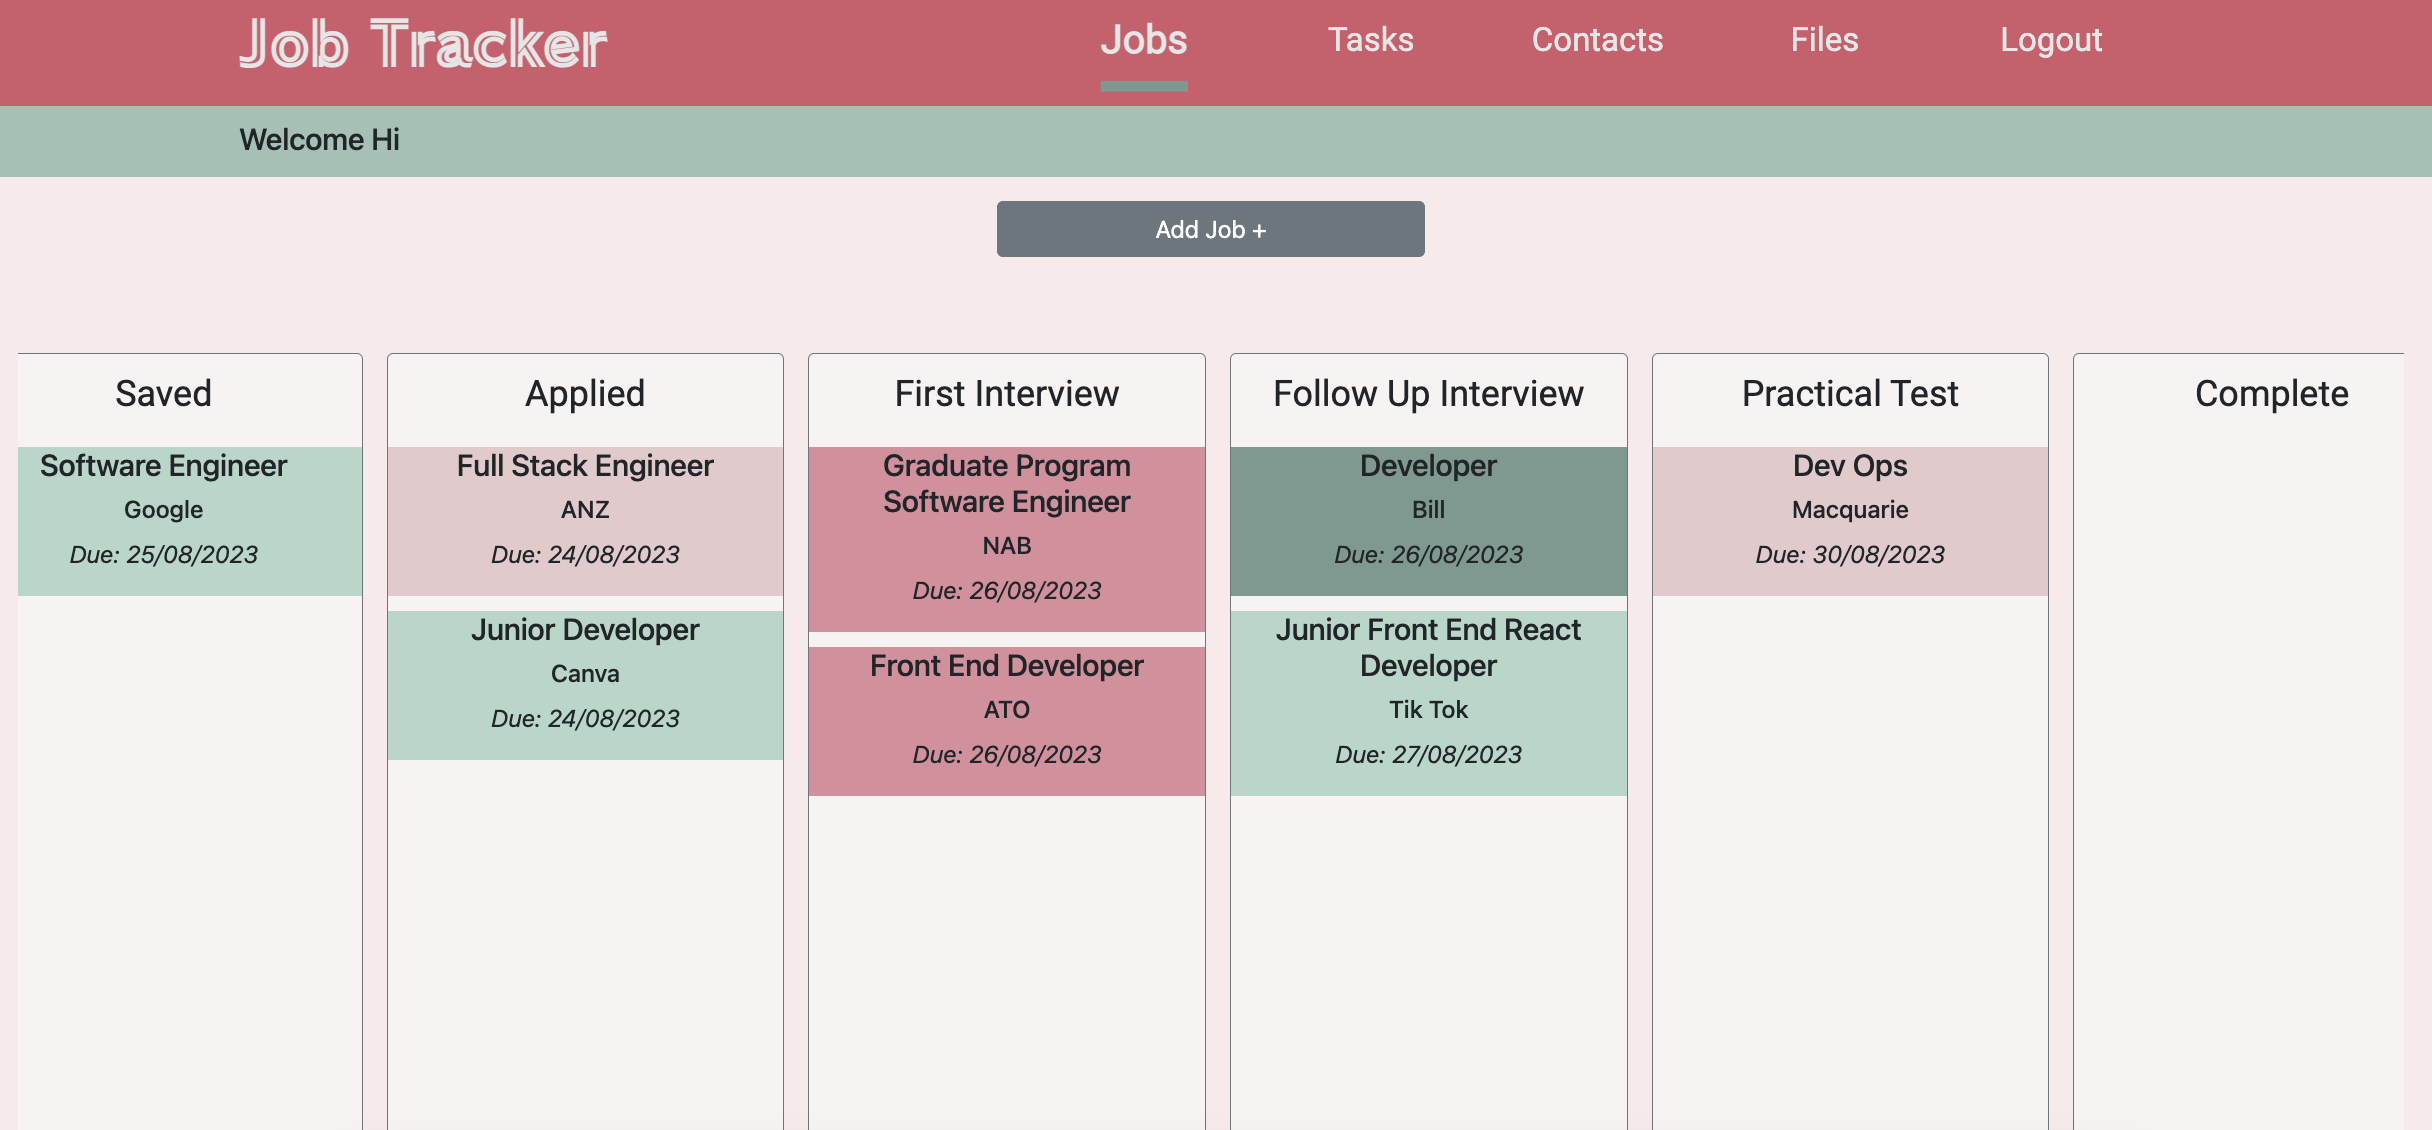 Job Tracker
Jobs
Tasks
Contacts
Files
Logout
Welcome Hi
Add Job +
Saved
Software Engineer
Google
Due: 25/08/2023
Applied
Full Stack Engineer
ANZ
Due: 24/08/2023
Junior Developer
Canva
Due: 24/08/2023
First Interview
Graduate Program
Software Engineer
NAB
Due: 26/08/2023
Front End Developer
ATO
Due: 26/08/2023
Follow Up Interview
Developer
Bill
Due: 26/08/2023
Junior Front End React
Developer
Tik Tok
Due: 27/08/2023
Practical Test
Dev Ops
Macquarie
Due: 30/08/2023
Complete